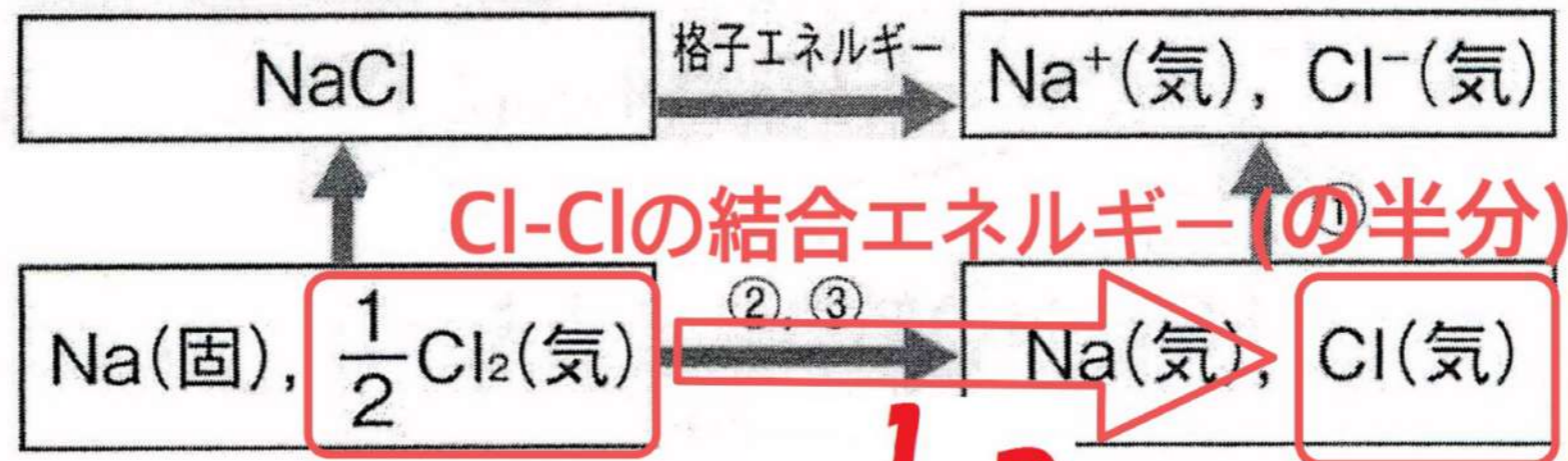 NaCl
格子エネルギー
Na⁺(気), Cl⁻(気)
Cl-Clの結合エネルギー(の半分)
①
Na(固), 1/2 Cl₂(気)
②, ③
Na(気), Cl(気)